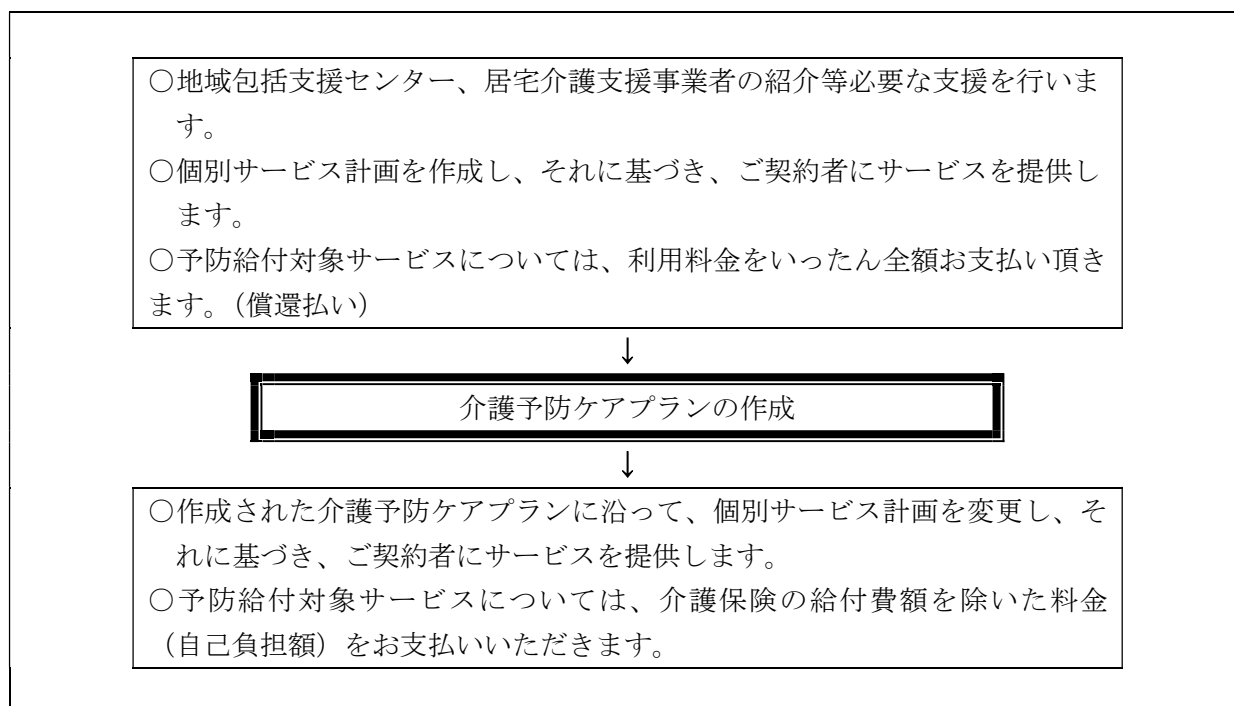 ○地域包括支援センター、居宅介護支援事業者の紹介等必要な支援を行いま
す。
○個別サービス計画を作成し、それに基づき、ご契約者にサービスを提供し
ます。
○予防給付対象サービスについては、利用料金をいったん全額お支払い頂き
ます。（償還払い）
↓
介護予防ケアプランの作成
↓
○作成された介護予防ケアプランに沿って、個別サービス計画を変更し、そ
れに基づき、ご契約者にサービスを提供します。
○予防給付対象サービスについては、介護保険の給付費額を除いた料金
（自己負担額）をお支払いいただきます。